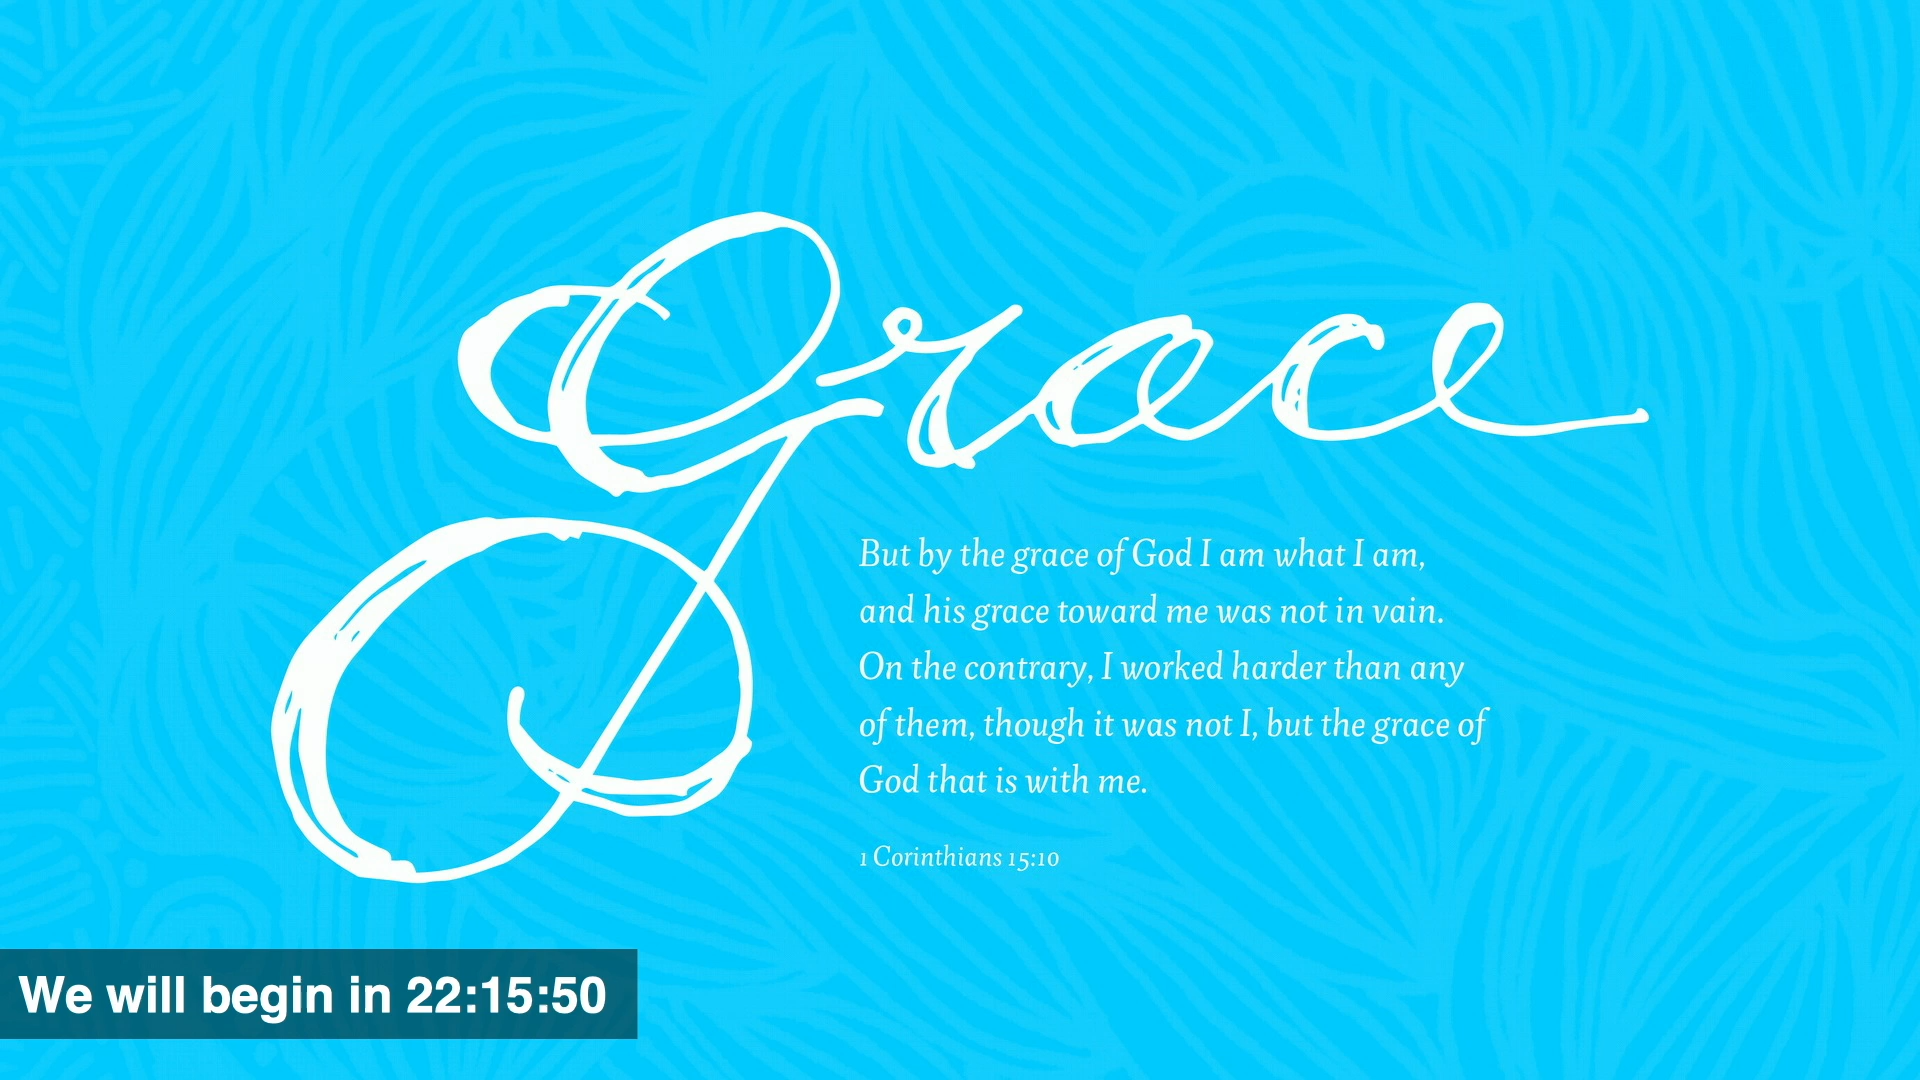 Grace
But by the grace of God I am what I am,
and his grace toward me was not in vain.
On the contrary, I worked harder than any
of them, though it was not I, but the grace of
God that is with me.
1 Corinthians 15:10
We will begin in 22:15:50